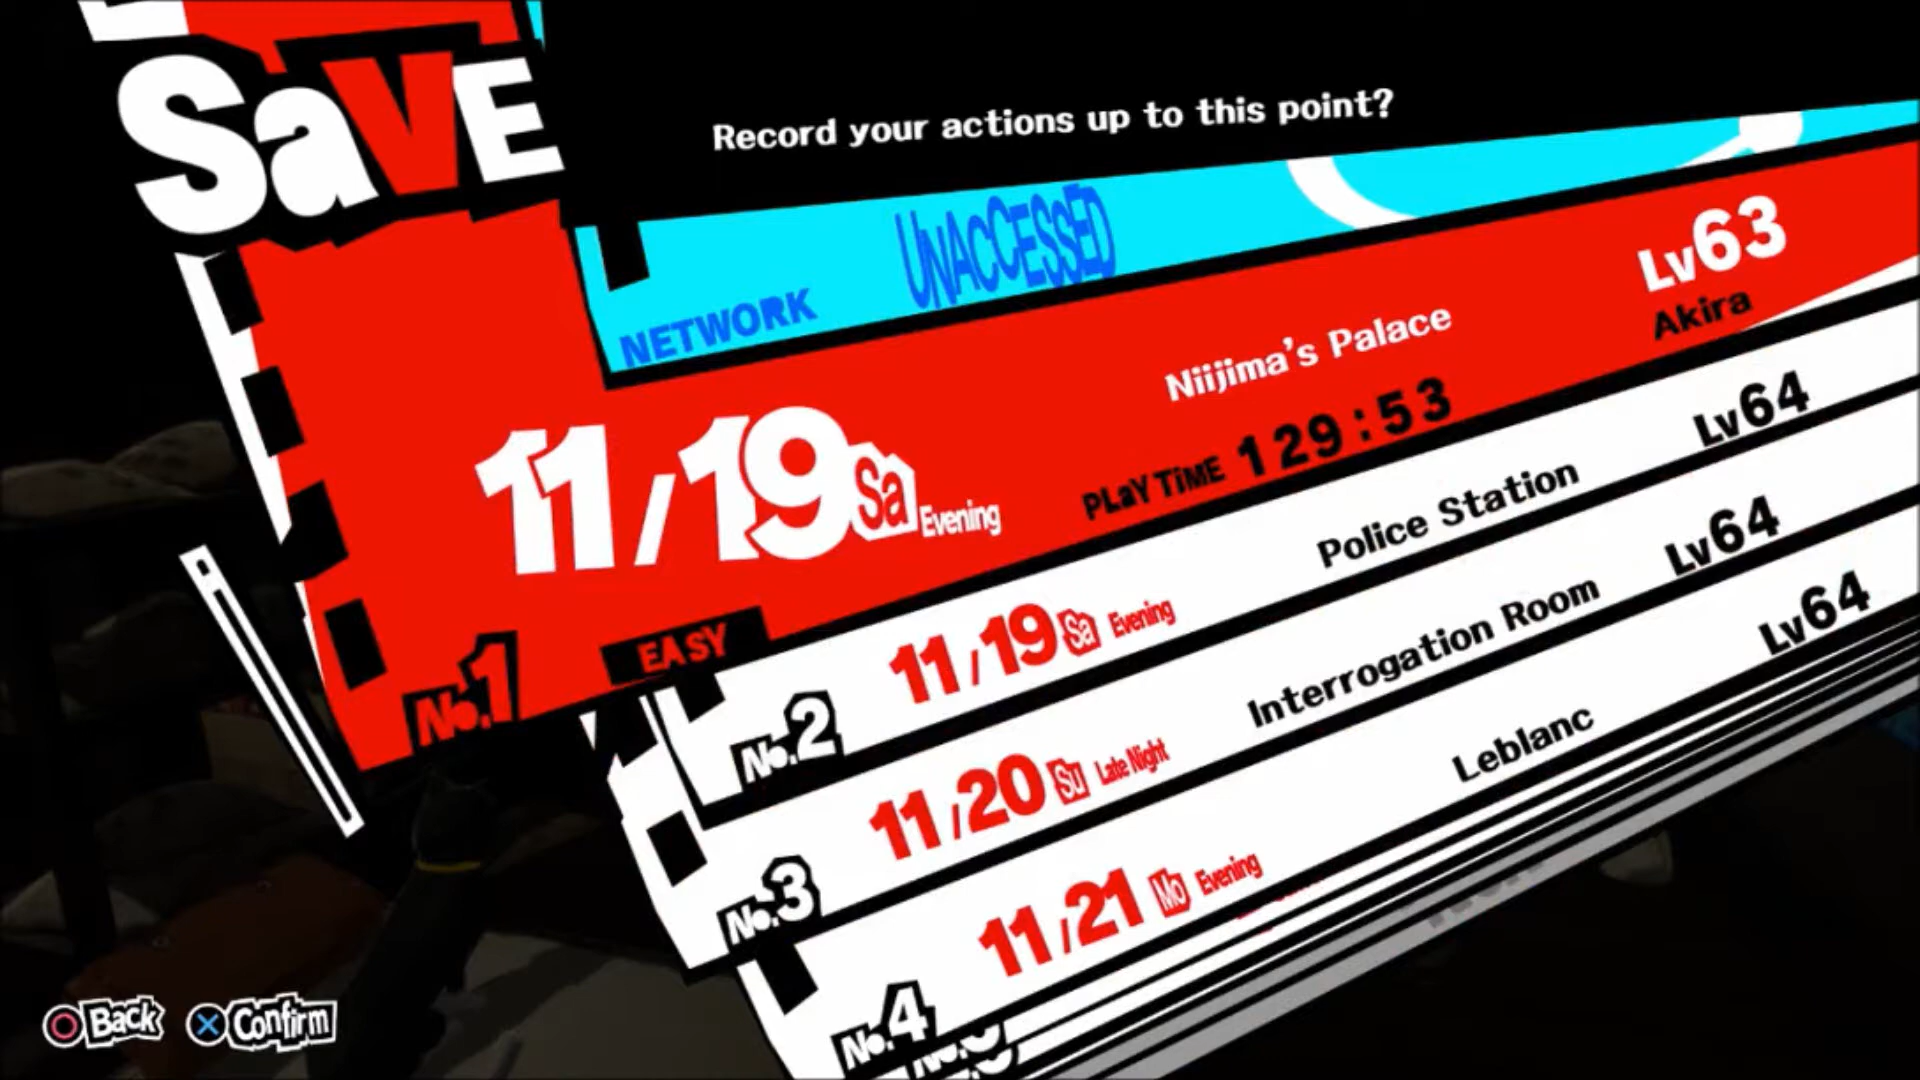 SaVE
Record your actions up to this point?
NETWORK UNACCESSED
Lv63
Niijima's Palace Akira
11/19 Sa Evening PLaY TiME 129:53
No.1 EASY
No.2 11/19 Sa Evening Police Station Lv64
No.3 11/20 Su Late Night Interrogation Room Lv64
No.4 11/21 Mo Evening Leblanc Lv64
Back Confirm